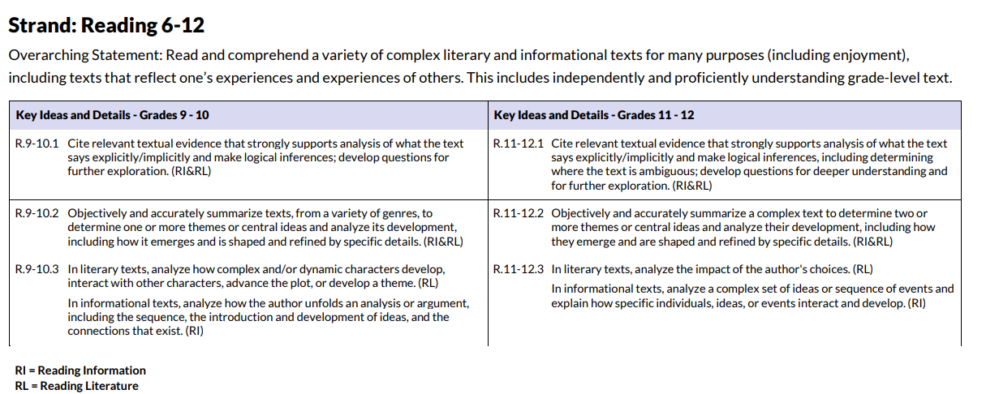 Strand: Reading 6-12
Overarching Statement: Read and comprehend a variety of complex literary and informational texts for many purposes (including enjoyment),
including texts that reflect one's experiences and experiences of others. This includes independently and proficiently understanding grade-level text.
Key Ideas and Details - Grades 9 - 10
R.9-10.1 Cite relevant textual evidence that strongly supports analysis of what the text
says explicitly/implicitly and make logical inferences; develop questions for
further exploration. (RI&RL)
R.9-10.2 Objectively and accurately summarize texts, from a variety of genres, to
determine one or more themes or central ideas and analyze its development,
including how it emerges and is shaped and refined by specific details. (RI&RL)
R.9-10.3 In literary texts, analyze how complex and/or dynamic characters develop,
interact with other characters, advance the plot, or develop a theme. (RL)
In informational texts, analyze how the author unfolds an analysis or argument,
including the sequence, the introduction and development of ideas, and the
connections that exist. (RI)
Key Ideas and Details - Grades 11 - 12
R.11-12.1 Cite relevant textual evidence that strongly supports analysis of what the text
says explicitly/implicitly and make logical inferences, including determining
where the text is ambiguous; develop questions for deeper understanding and
for further exploration. (RI&RL)
R.11-12.2 Objectively and accurately summarize a complex text to determine two or
more themes or central ideas and analyze their development, including how
they emerge and are shaped and refined by specific details. (RI&RL)
R.11-12.3 In literary texts, analyze the impact of the author's choices. (RL)
In informational texts, analyze a complex set of ideas or sequence of events and
explain how specific individuals, ideas, or events interact and develop. (RI)
RI = Reading Information
RL = Reading Literature